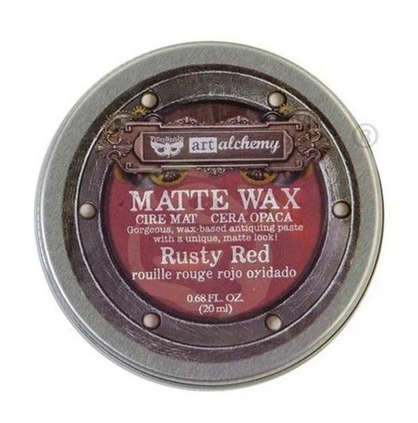 art alchemy
MATTE WAX
CIRE MAT CERA OPACA
Gorgeous, wax-based antiquing paste
with a unique, matte look!
Rusty Red
rouille rouge rojo oxidado
0.68 FL. OZ.
(20 ml)